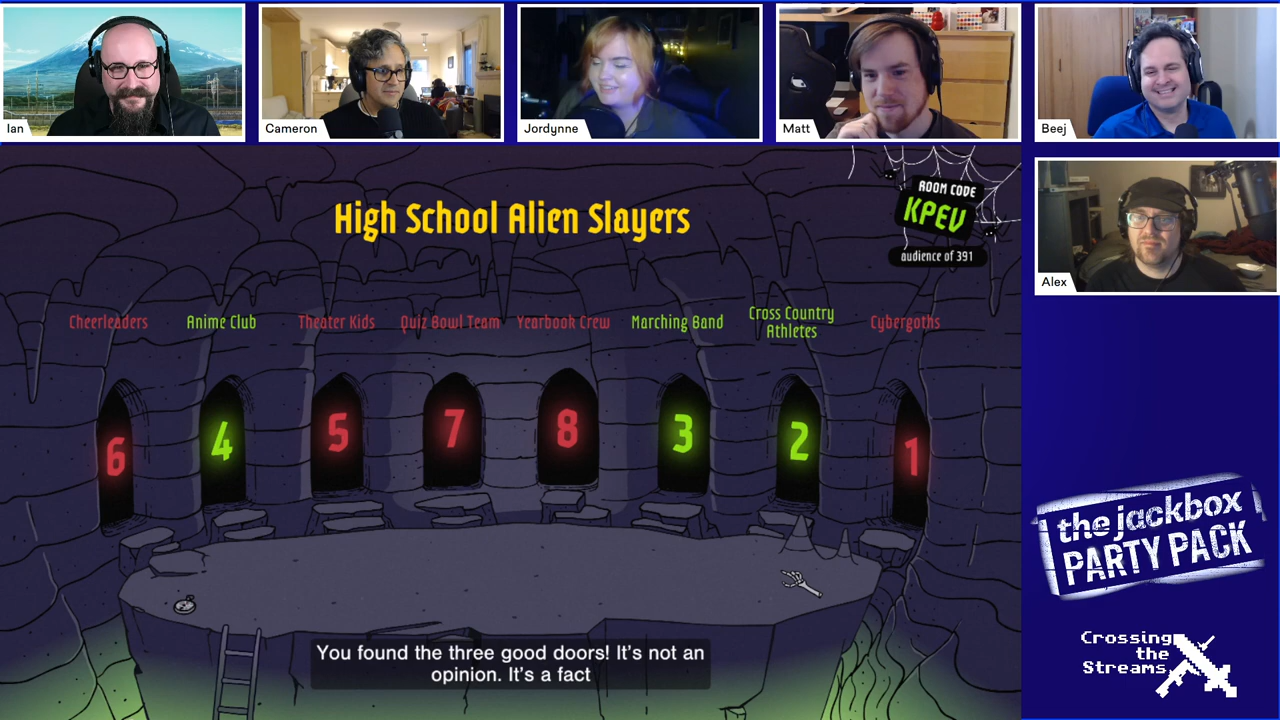 Ian
Cameron
Jordynne
Matt
Beej
Alex
High School Alien Slayers
ROOM CODE
KPEV
audience of 391
Cheerleaders
Anime Club
Theater Kids
Quiz Bowl Team
Yearbook Crew
Marching Band
Cross Country
Athletes
Cybergoths
6
4
5
7
8
3
2
1
You found the three good doors! It's not an
opinion. It's a fact
the jackbox
PARTY PACK
Crossing
the
Streams